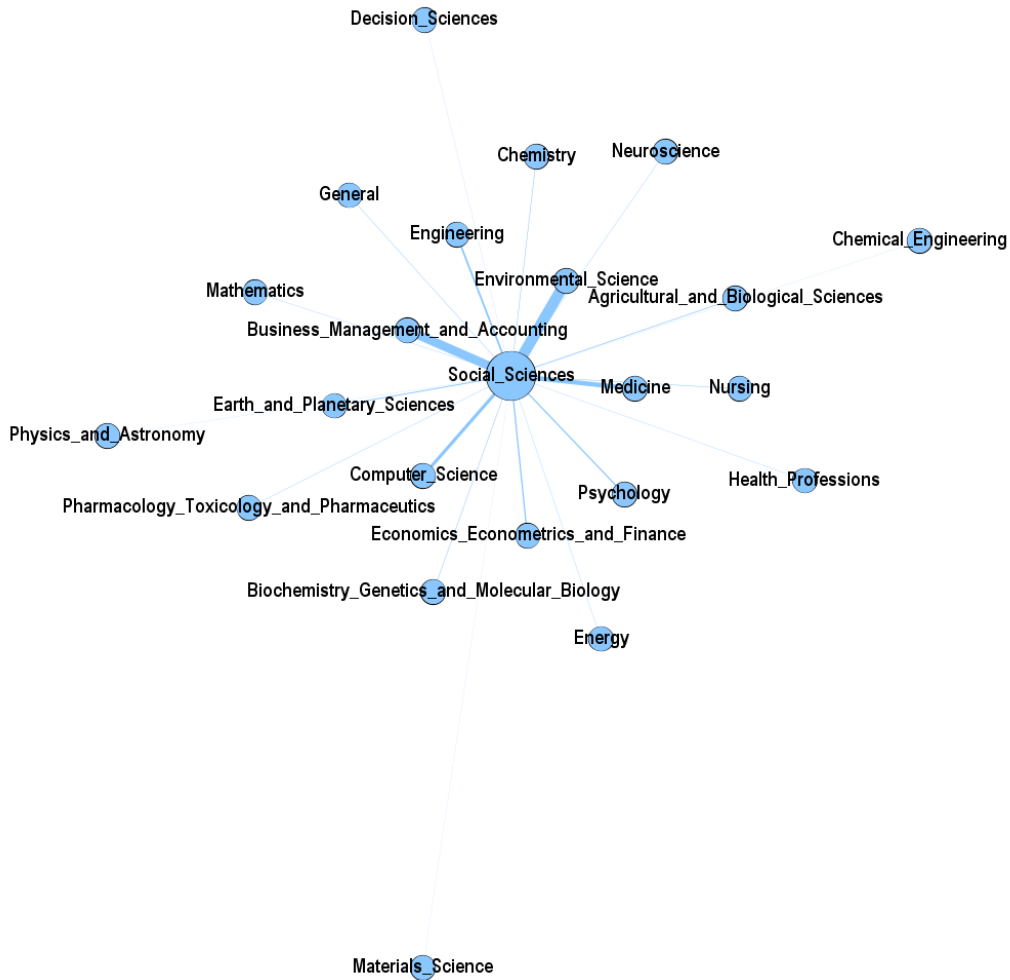 Decision_Sciences
Chemistry
Neuroscience
General
Engineering
Chemical_Engineering
Environmental_Science
Mathematics
Agricultural_and_Biological_Sciences
Business_Management_and_Accounting
Social_Sciences
Medicine
Nursing
Earth_and_Planetary_Sciences
Physics_and_Astronomy
Computer_Science
Health_Professions
Psychology
Pharmacology_Toxicology_and_Pharmaceutics
Economics_Econometrics_and_Finance
Biochemistry_Genetics_and_Molecular_Biology
Energy
Materials_Science